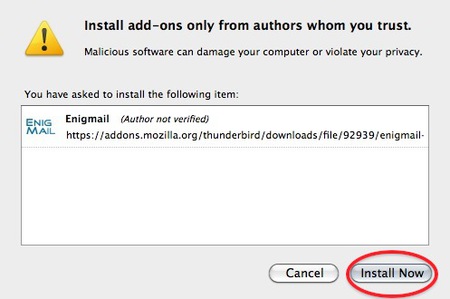 Install add-ons only from authors whom you trust.
Malicious software can damage your computer or violate your privacy.
You have asked to install the following item:
ENIG
MAIL
Enigmail (Author not verified)
https://addons.mozilla.org/thunderbird/downloads/file/92939/enigmail-
Cancel
Install Now